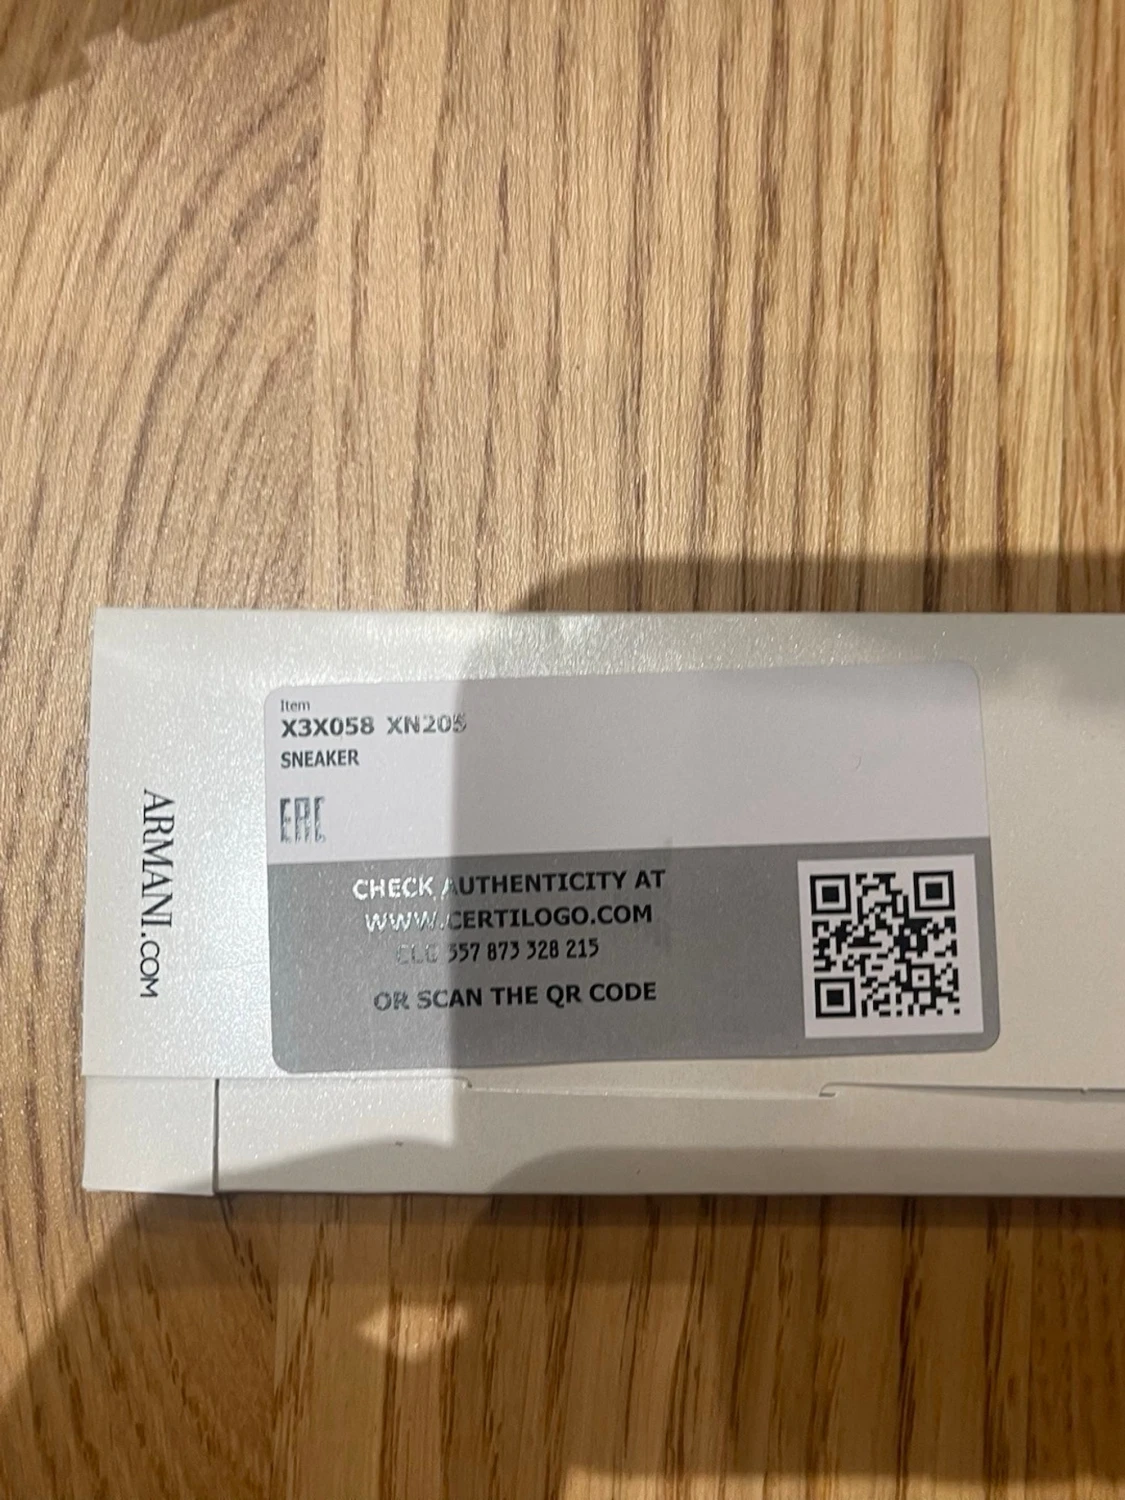 Item
X3X058 XN205
SNEAKER
EAC
CHECK AUTHENTICITY AT
WWW.CERTILOGO.COM
CLG 557 873 328 215
OR SCAN THE QR CODE
ARMANI.COM